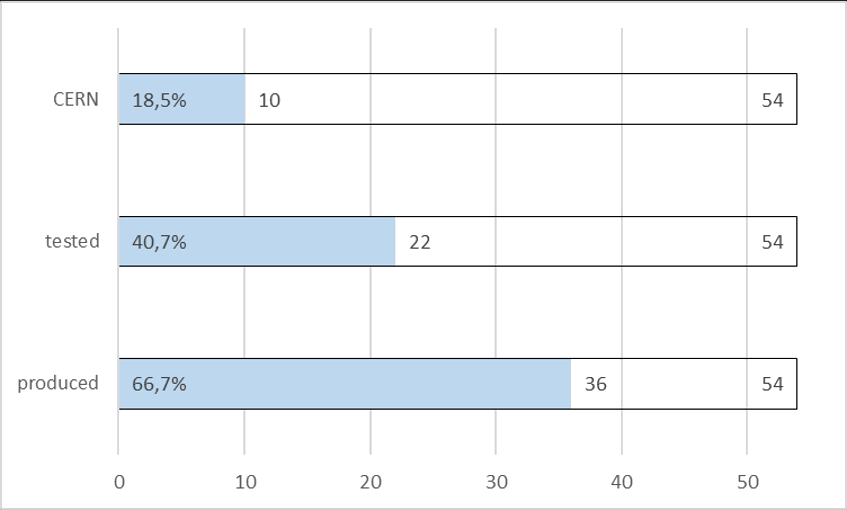 CERN 18,5% 10 54
tested 40,7% 22 54
produced 66,7% 36 54
0 10 20 30 40 50